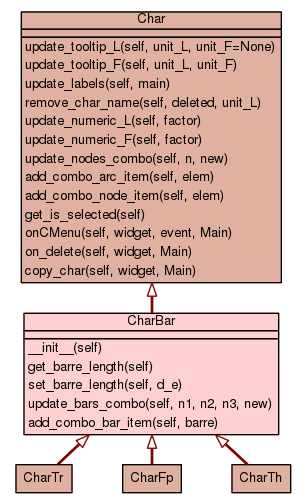 Char
update_tooltip_L(self, unit_L, unit_F=None)
update_tooltip_F(self, unit_L, unit_F)
update_labels(self, main)
remove_char_name(self, deleted, unit_L)
update_numeric_L(self, factor)
update_numeric_F(self, factor)
update_nodes_combo(self, n, new)
add_combo_arc_item(self, elem)
add_combo_node_item(self, elem)
get_is_selected(self)
onCMenu(self, widget, event, Main)
on_delete(self, widget, Main)
copy_char(self, widget, Main)
CharBar
__init__(self)
get_barre_length(self)
set_barre_length(self, d_e)
update_bars_combo(self, n1, n2, n3, new)
add_combo_bar_item(self, barre)
CharTr
CharFp
CharTh